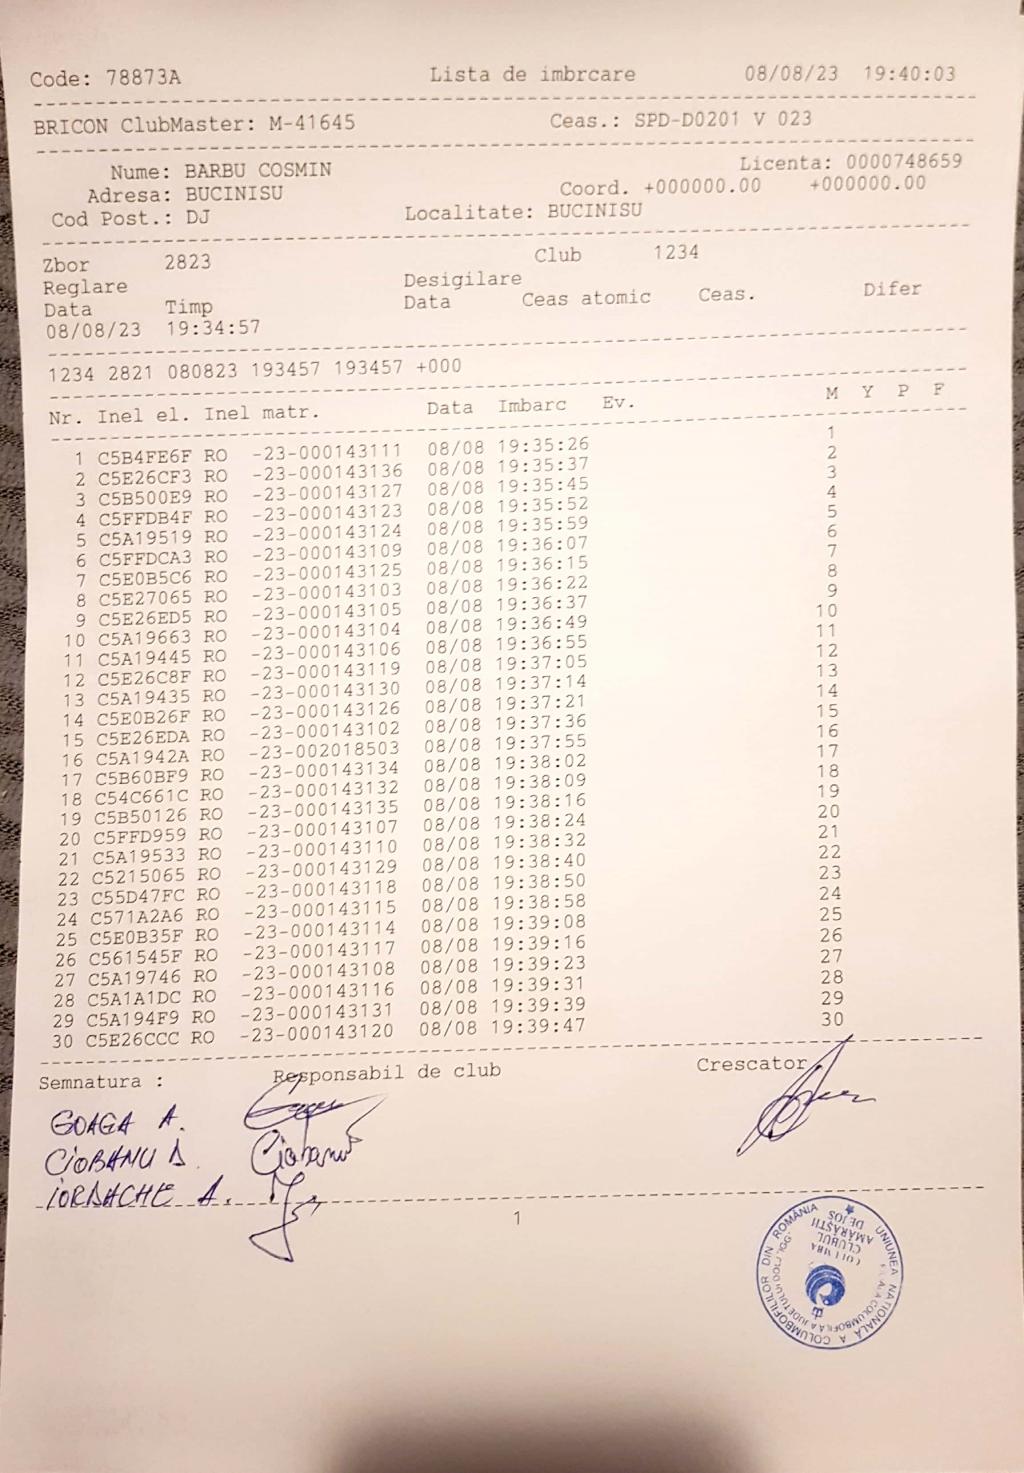 Code: 78873A Lista de imbrcare 08/08/23 19:40:03
BRICON ClubMaster: M-41645 Ceas.: SPD-D0201 V 023
Nume: BARBU COSMIN Licenta: 0000748659
Adresa: BUCINISU Coord. +000000.00 +000000.00
Cod Post.: DJ Localitate: BUCINISU
Zbor 2823 Club 1234
Reglare Desigilare
Data Timp Data Ceas atomic Ceas. Difer
08/08/23 19:34:57
1234 2821 080823 193457 193457 +000
Nr. Inel el. Inel matr. Data Imbarc Ev. M Y P F
1 C5B4FE6F RO -23-000143111 08/08 19:35:26 1
2 C5E26CF3 RO -23-000143136 08/08 19:35:37 2
3 C5B500E9 RO -23-000143127 08/08 19:35:45 3
4 C5FFDB4F RO -23-000143123 08/08 19:35:52 4
5 C5A19519 RO -23-000143124 08/08 19:35:59 5
6 C5FFDCA3 RO -23-000143109 08/08 19:36:07 6
7 C5E0B5C6 RO -23-000143125 08/08 19:36:15 7
8 C5E27065 RO -23-000143103 08/08 19:36:22 8
9 C5E26ED5 RO -23-000143105 08/08 19:36:37 9
10 C5A19663 RO -23-000143104 08/08 19:36:49 10
11 C5A19445 RO -23-000143106 08/08 19:36:55 11
12 C5E26C8F RO -23-000143119 08/08 19:37:05 12
13 C5A19435 RO -23-000143130 08/08 19:37:14 13
14 C5E0B26F RO -23-000143126 08/08 19:37:21 14
15 C5E26EDA RO -23-000143102 08/08 19:37:36 15
16 C5A1942A RO -23-002018503 08/08 19:37:55 16
17 C5B60BF9 RO -23-000143134 08/08 19:38:02 17
18 C54C661C RO -23-000143132 08/08 19:38:09 18
19 C5B50126 RO -23-000143135 08/08 19:38:16 19
20 C5FFD959 RO -23-000143107 08/08 19:38:24 20
21 C5A19533 RO -23-000143110 08/08 19:38:32 21
22 C5215065 RO -23-000143129 08/08 19:38:40 22
23 C55D47FC RO -23-000143118 08/08 19:38:50 23
24 C571A2A6 RO -23-000143115 08/08 19:38:58 24
25 C5E0B35F RO -23-000143114 08/08 19:39:08 25
26 C561545F RO -23-000143117 08/08 19:39:16 26
27 C5A19746 RO -23-000143108 08/08 19:39:23 27
28 C5A1A1DC RO -23-000143116 08/08 19:39:31 28
29 C5A194F9 RO -23-000143131 08/08 19:39:39 29
30 C5E26CCC RO -23-000143120 08/08 19:39:47 30
Semnatura : Responsabil de club Crescator
GOAGA A.
CIOBANU D. Ciobanu
IORDACHE A.
1
UNIUNEA NATIONALĂ A COLUMBOFILILOR DIN ROMÂNIA
COLUMBOFILĂ A JUDETULUI DOLJ
CLUBUL
AMĂRĂȘTII
DE JOS